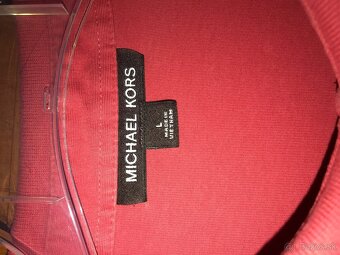 MICHAEL KORS
L
MADE IN
VIETNAM